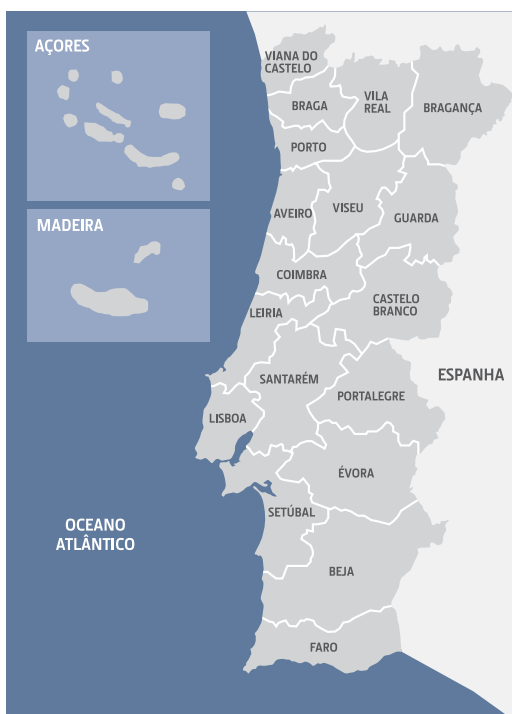 AÇORES
MADEIRA
VIANA DO
CASTELO
BRAGA
VILA
REAL
BRAGANÇA
PORTO
AVEIRO
VISEU
GUARDA
COIMBRA
LEIRIA
CASTELO
BRANCO
SANTARÉM
ESPANHA
PORTALEGRE
LISBOA
ÉVORA
SETÚBAL
OCEANO
ATLÂNTICO
BEJA
FARO